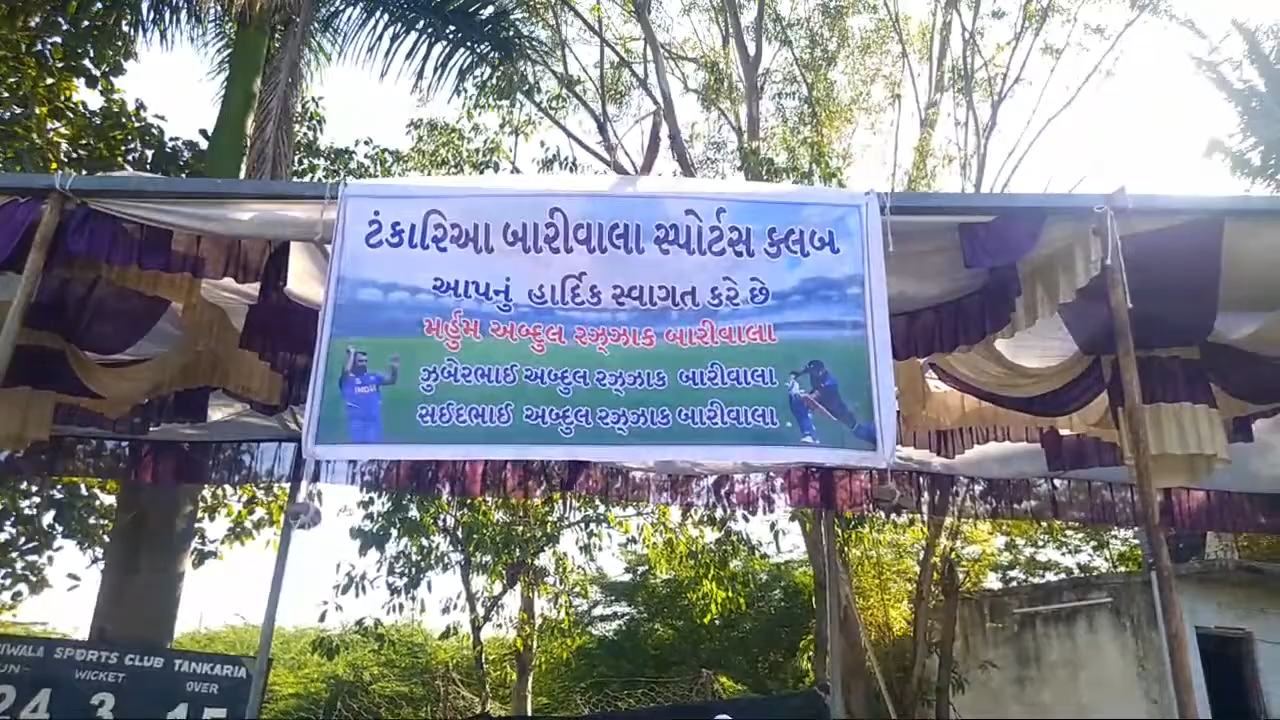 ટંકારિઆ બારીવાલા સ્પોર્ટસ ક્લબ
આપનું હાર્દિક સ્વાગત કરે છે
મર્હુમ અબ્દુલ રઝ્ઝાક બારીવાલા
ઝુબેરભાઈ અબ્દુલ રઝ્ઝાક બારીવાલા
સઈદભાઈ અબ્દુલ રઝ્ઝાક બારીવાલા
INDIA
SPORTS CLUB TANKARIA
WICKET
OVER
24 3 15